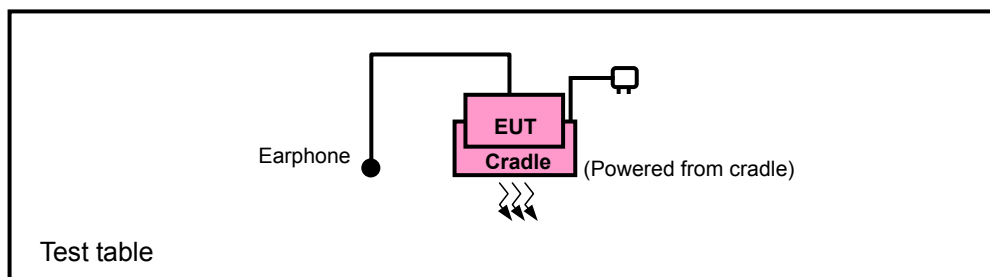 EUT
Earphone
Cradle
(Powered from cradle)
Test table